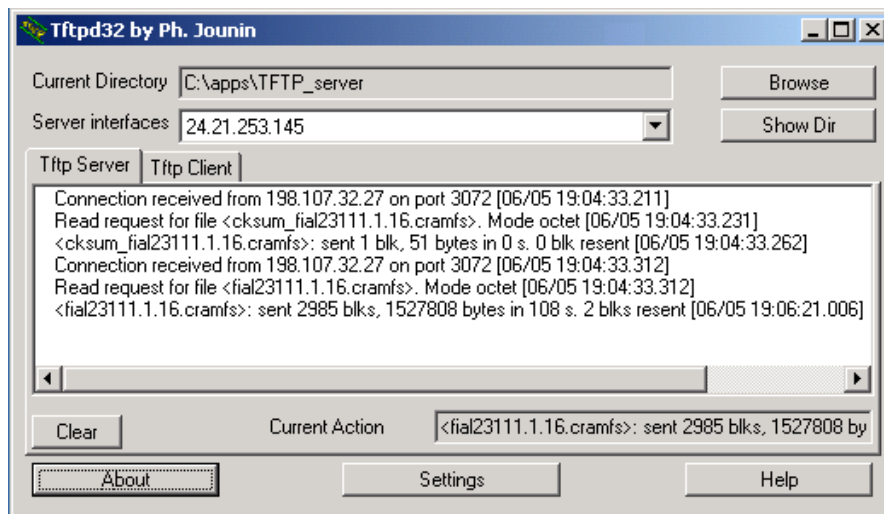 Tftpd32 by Ph. Jounin
Current Directory C:\apps\TFTP_server Browse
Server interfaces 24.21.253.145 Show Dir
Tftp Server Tftp Client
Connection received from 198.107.32.27 on port 3072 [06/05 19:04:33.211]
Read request for file <cksum_fial23111.1.16.cramfs>. Mode octet [06/05 19:04:33.231]
<cksum_fial23111.1.16.cramfs>: sent 1 blk, 51 bytes in 0 s. 0 blk resent [06/05 19:04:33.262]
Connection received from 198.107.32.27 on port 3072 [06/05 19:04:33.312]
Read request for file <fial23111.1.16.cramfs>. Mode octet [06/05 19:04:33.312]
<fial23111.1.16.cramfs>: sent 2985 blks, 1527808 bytes in 108 s. 2 blks resent [06/05 19:06:21.006]
Clear Current Action <fial23111.1.16.cramfs>: sent 2985 blks, 1527808 by
About Settings Help